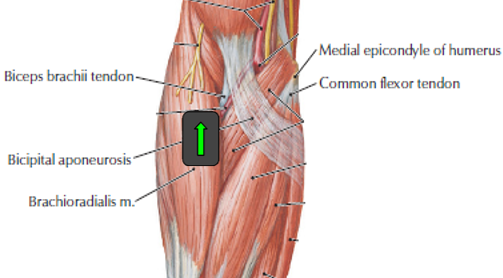 Medial epicondyle of humerus
Biceps brachii tendon
Common flexor tendon
Bicipital aponeurosis
Brachioradialis m.